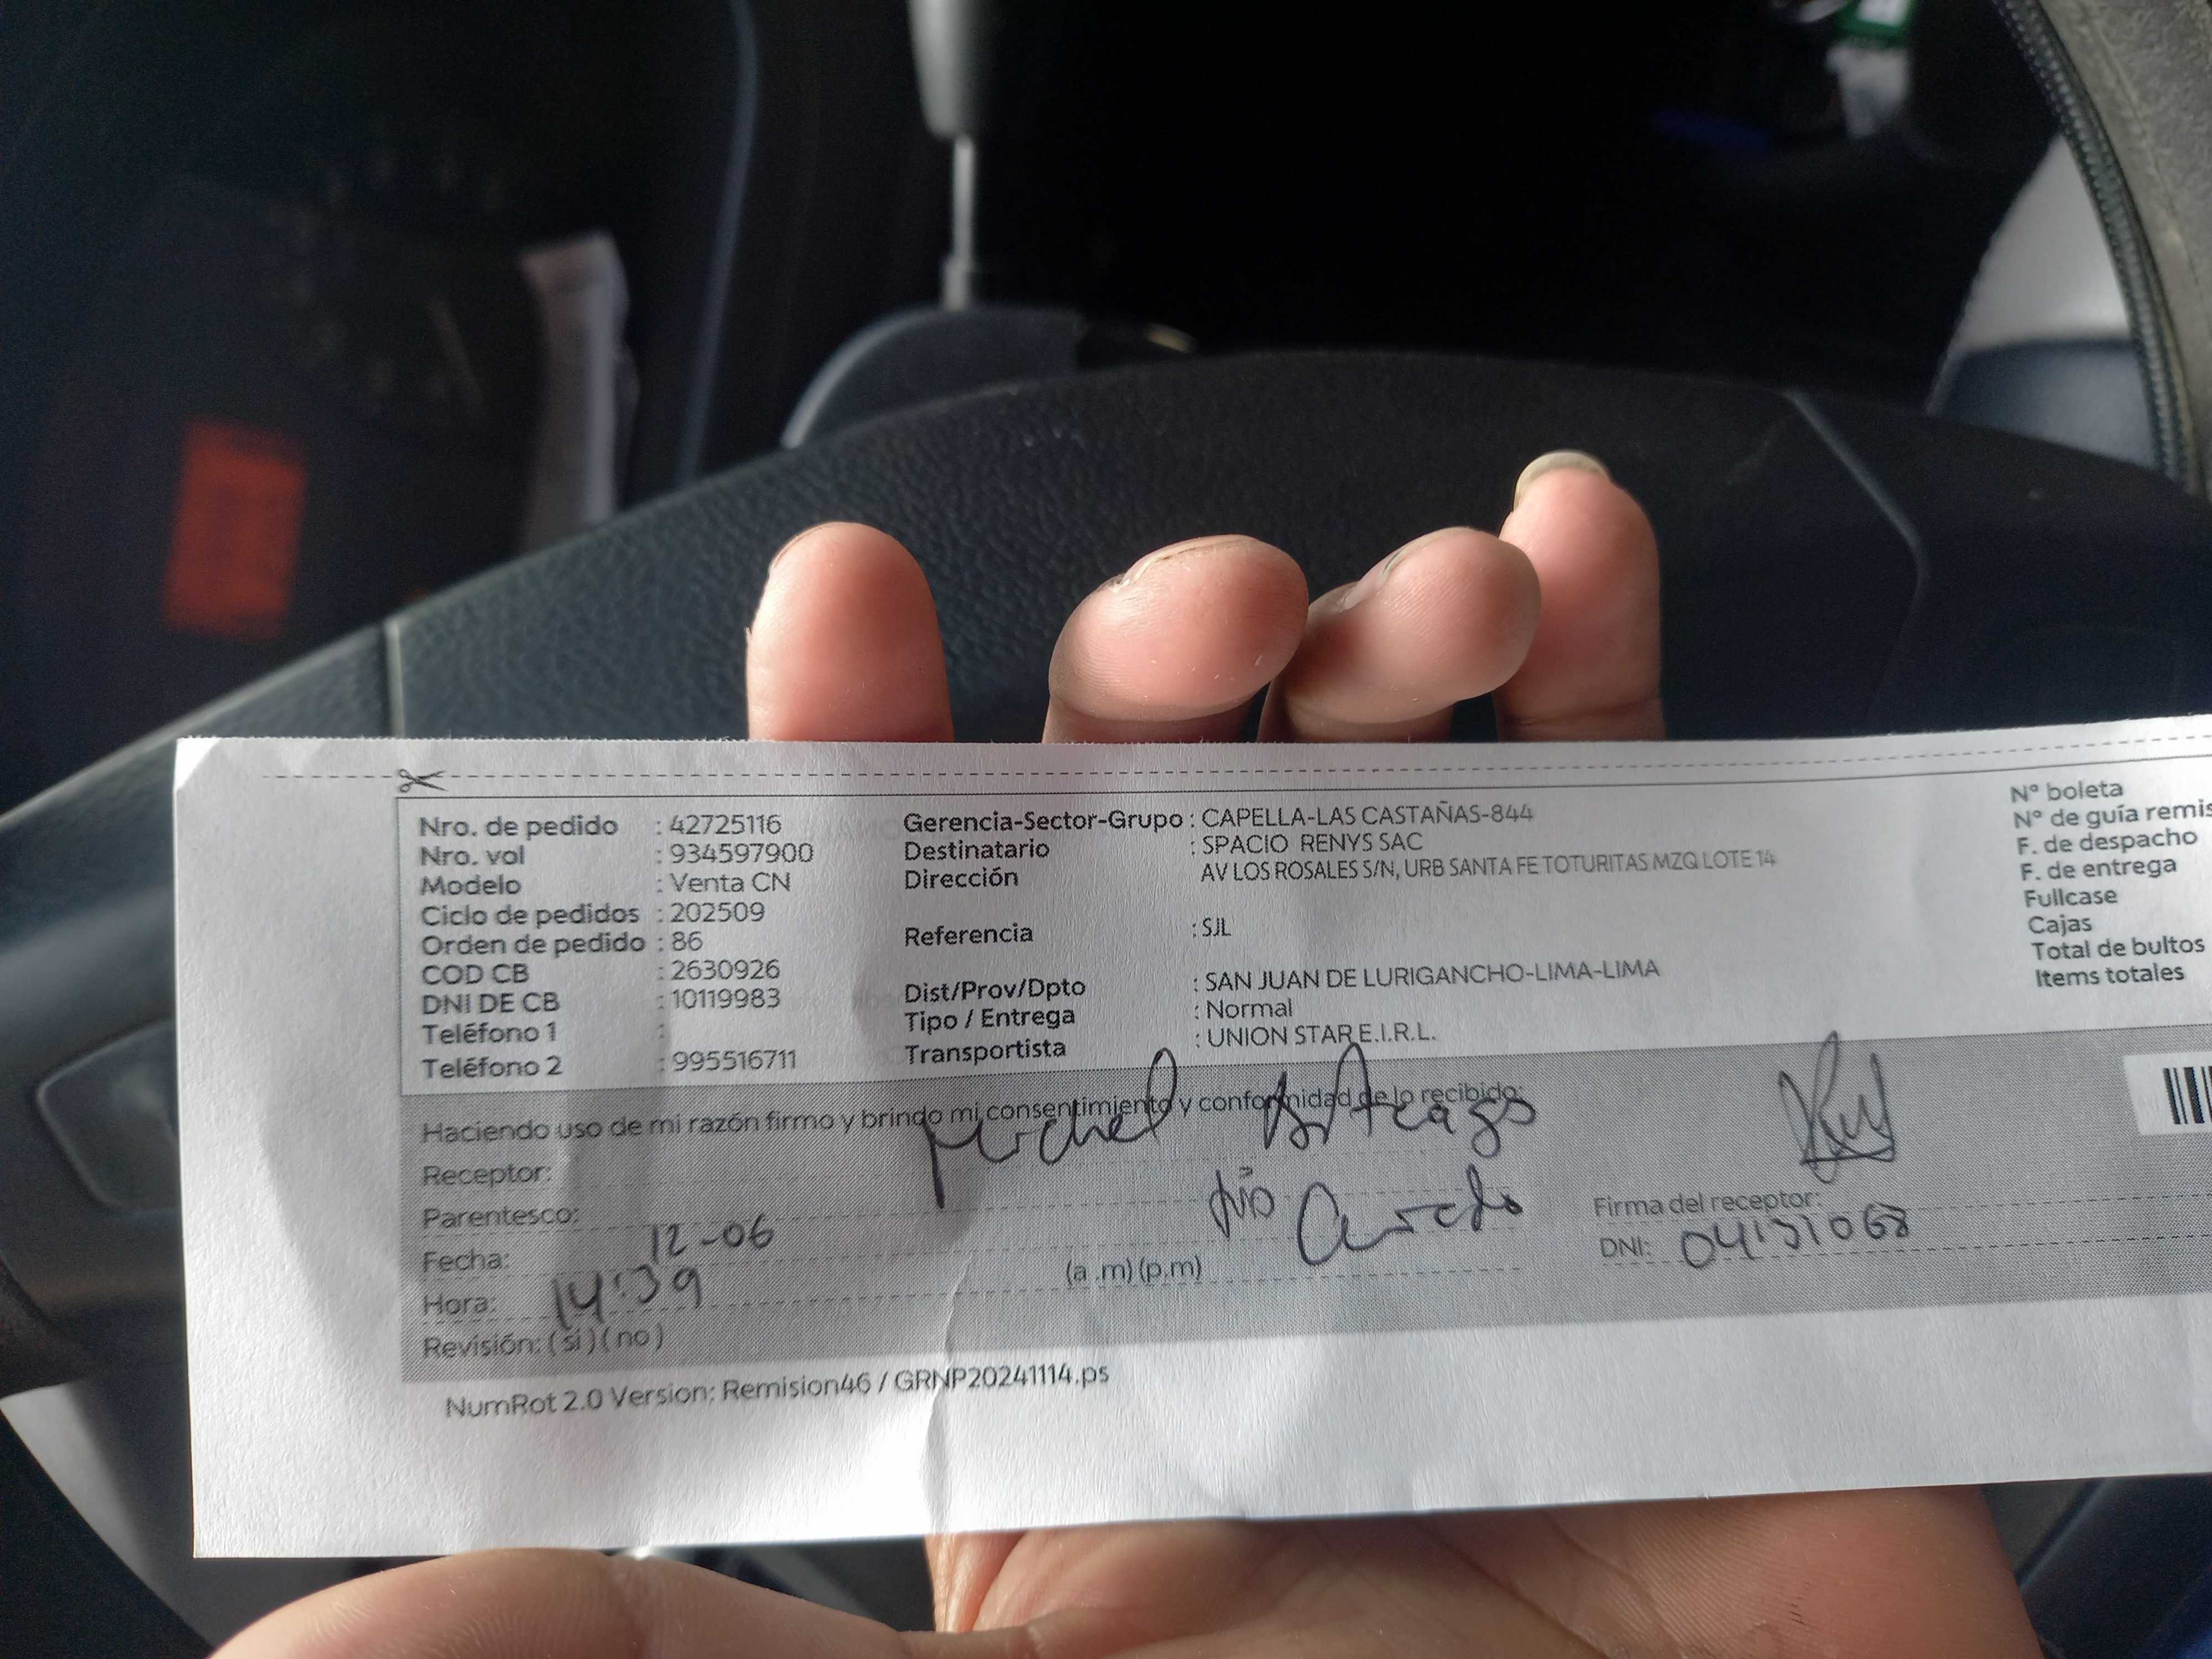 Nro. de pedido : 42725116
Nro. vol : 934597900
Modelo : Venta CN
Ciclo de pedidos : 202509
Orden de pedido : 86
COD CB : 2630926
DNI DE CB : 10119983
Teléfono 1 :
Teléfono 2 : 995516711
Gerencia-Sector-Grupo : CAPELLA-LAS CASTAÑAS-844
Destinatario : SPACIO RENYS SAC
Dirección AV LOS ROSALES S/N, URB SANTA FE TOTURITAS MZQ LOTE 14
Referencia : SJL
Dist/Prov/Dpto : SAN JUAN DE LURIGANCHO-LIMA-LIMA
Tipo / Entrega : Normal
Transportista : UNION STAR E.I.R.L.
N° boleta
N° de guía remis
F. de despacho
F. de entrega
Fullcase
Cajas
Total de bultos
Items totales
Haciendo uso de mi razón firmo y brindo mi consentimiento y conformidad de lo recibido:
Receptor: Michel
Parentesco:
Fecha: 12-06
Hora: 14:39 (a .m) (p.m)
Revisión: ( si ) ( no )
Firma del receptor:
DNI:
NumRot 2.0 Version: Remision46 / GRNP20241114.ps